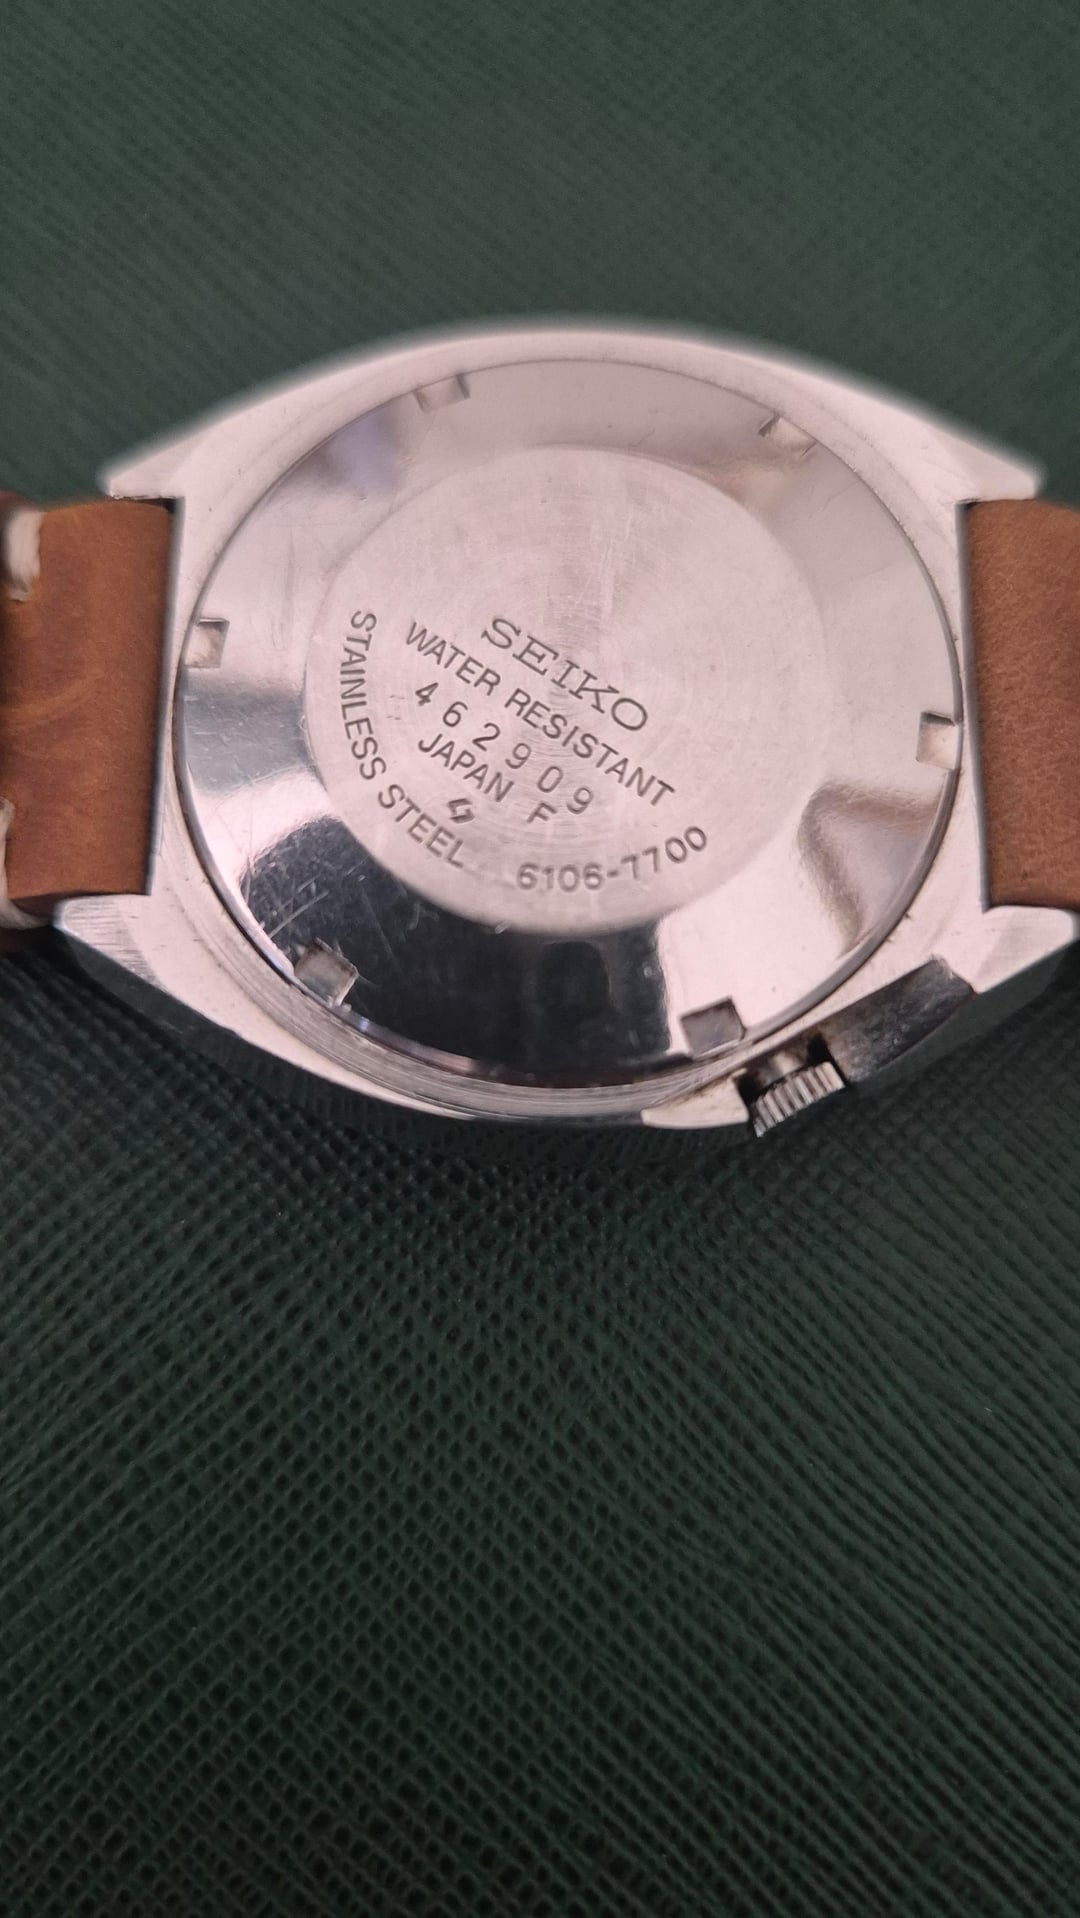 SEIKO
WATER RESISTANT
462909
JAPAN F
STAINLESS STEEL
6106-7700